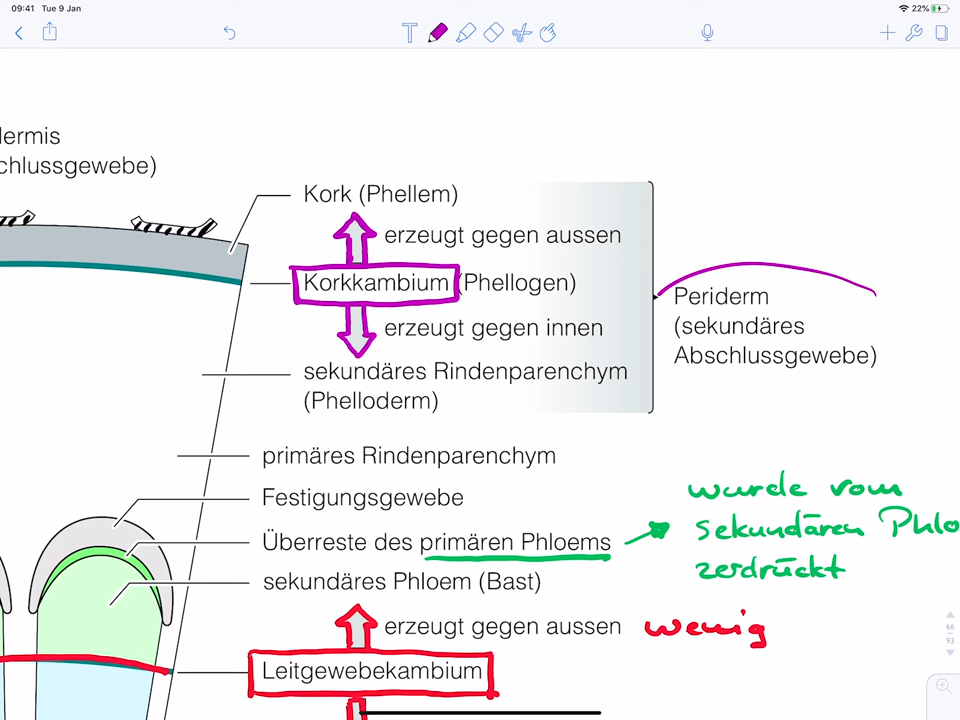 09:41 Tue 9 Jan
22%
T
dermis
chlussgewebe)
Kork (Phellem)
erzeugt gegen aussen
Korkkambium (Phellogen)
erzeugt gegen innen
sekundäres Rindenparenchym
(Phelloderm)
Periderm
(sekundäres
Abschlussgewebe)
primäres Rindenparenchym
Festigungsgewebe
Überreste des primären Phloems
wurde vom
sekundären Phlo
zerdrückt
sekundäres Phloem (Bast)
erzeugt gegen aussen
wenig
Leitgewebekambium
66
93